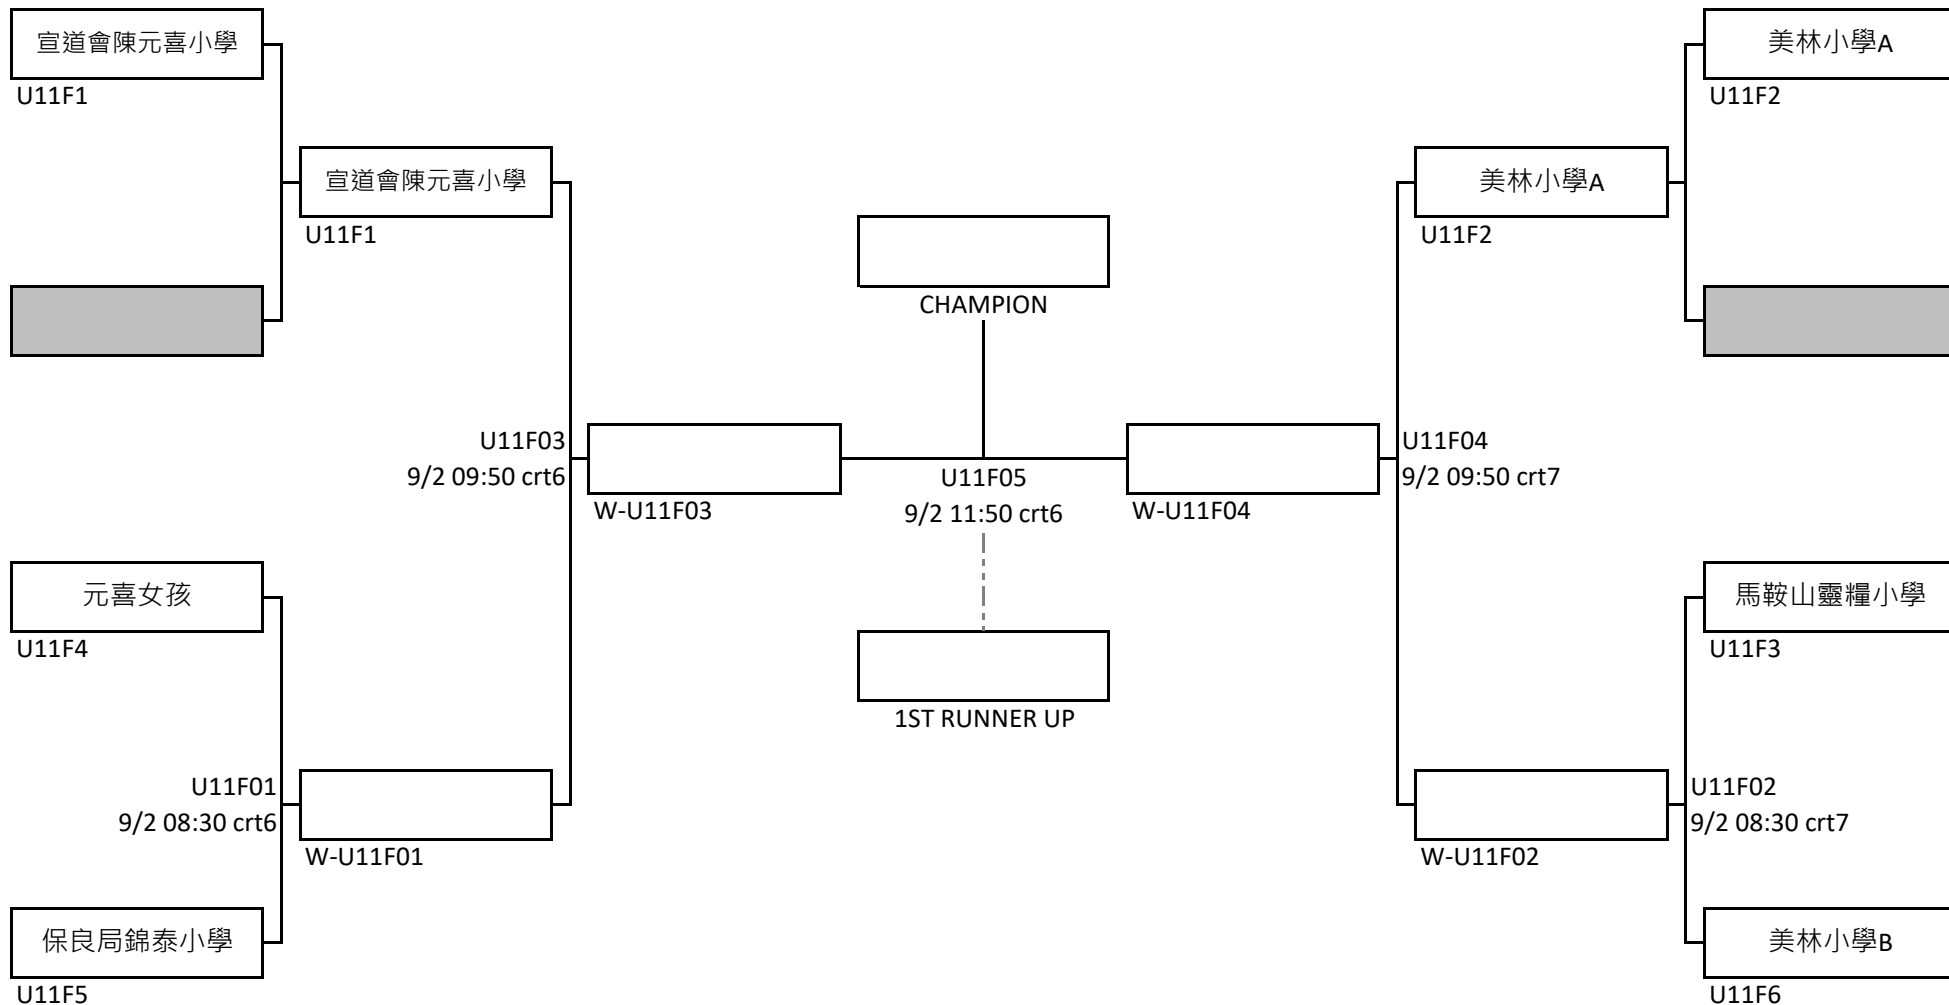 宣道會陳元喜小學
U11F1
宣道會陳元喜小學
U11F1
U11F03
9/2 09:50 crt6
W-U11F03
元喜女孩
U11F4
U11F01
9/2 08:30 crt6
W-U11F01
保良局錦泰小學
U11F5
CHAMPION
U11F05
9/2 11:50 crt6
1ST RUNNER UP
美林小學A
U11F2
美林小學A
U11F2
W-U11F04
U11F04
9/2 09:50 crt7
馬鞍山靈糧小學
U11F3
W-U11F02
U11F02
9/2 08:30 crt7
美林小學B
U11F6